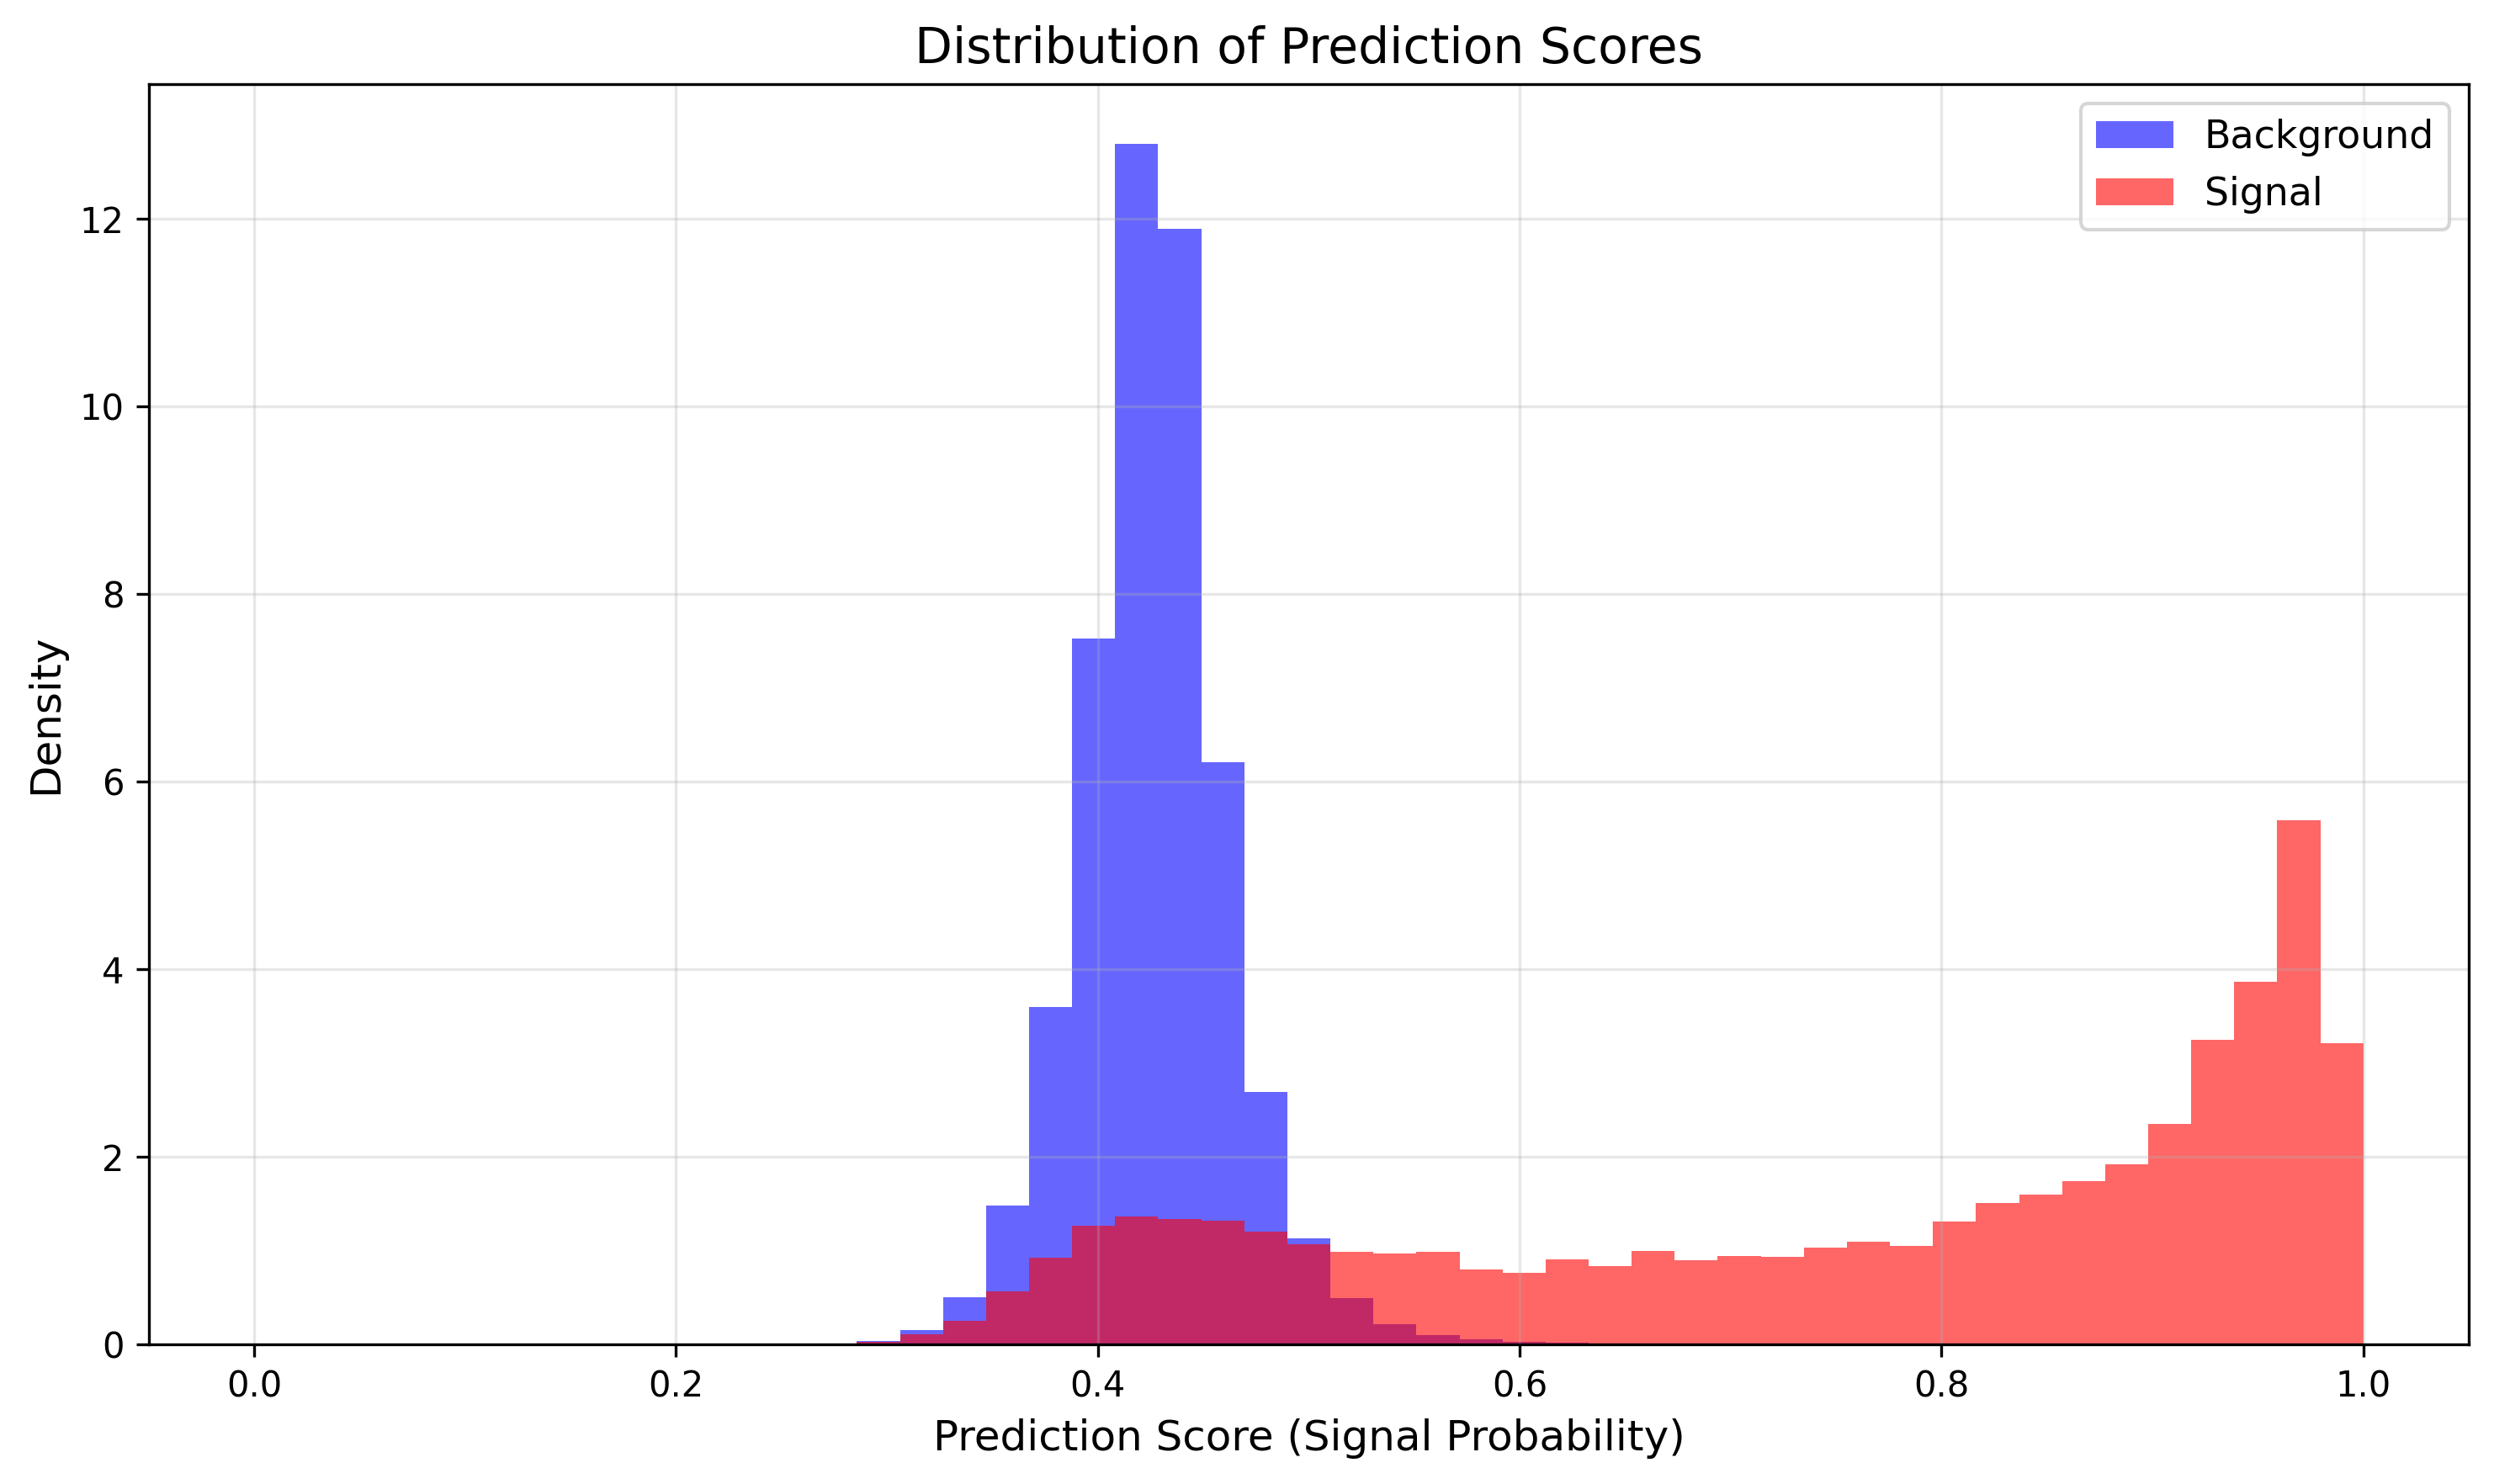 Distribution of Prediction Scores
Background
Signal
12
10
8
6
4
2
0
Density
0.0 0.2 0.4 0.6 0.8 1.0
Prediction Score (Signal Probability)